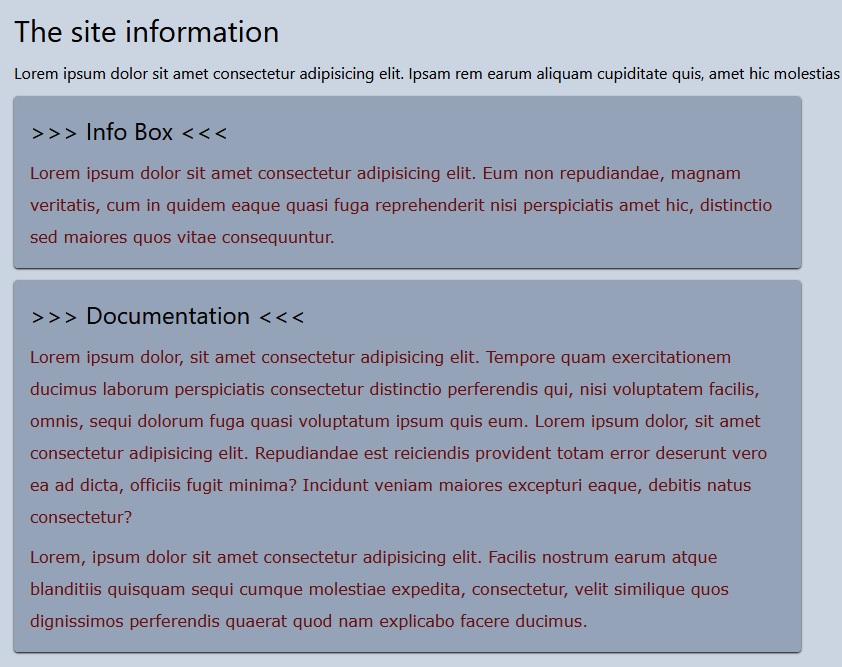 The site information
Lorem ipsum dolor sit amet consectetur adipisicing elit. Ipsam rem earum aliquam cupiditate quis, amet hic molestias
>>> Info Box <<<
Lorem ipsum dolor sit amet consectetur adipisicing elit. Eum non repudiandae, magnam
veritatis, cum in quidem eaque quasi fuga reprehenderit nisi perspiciatis amet hic, distinctio
sed maiores quos vitae consequuntur.
>>> Documentation <<<
Lorem ipsum dolor, sit amet consectetur adipisicing elit. Tempore quam exercitationem
ducimus laborum perspiciatis consectetur distinctio perferendis qui, nisi voluptatem facilis,
omnis, sequi dolorum fuga quasi voluptatum ipsum quis eum. Lorem ipsum dolor, sit amet
consectetur adipisicing elit. Repudiandae est reiciendis provident totam error deserunt vero
ea ad dicta, officiis fugit minima? Incidunt veniam maiores excepturi eaque, debitis natus
consectetur?
Lorem, ipsum dolor sit amet consectetur adipisicing elit. Facilis nostrum earum atque
blanditiis quisquam sequi cumque molestiae expedita, consectetur, velit similique quos
dignissimos perferendis quaerat quod nam explicabo facere ducimus.